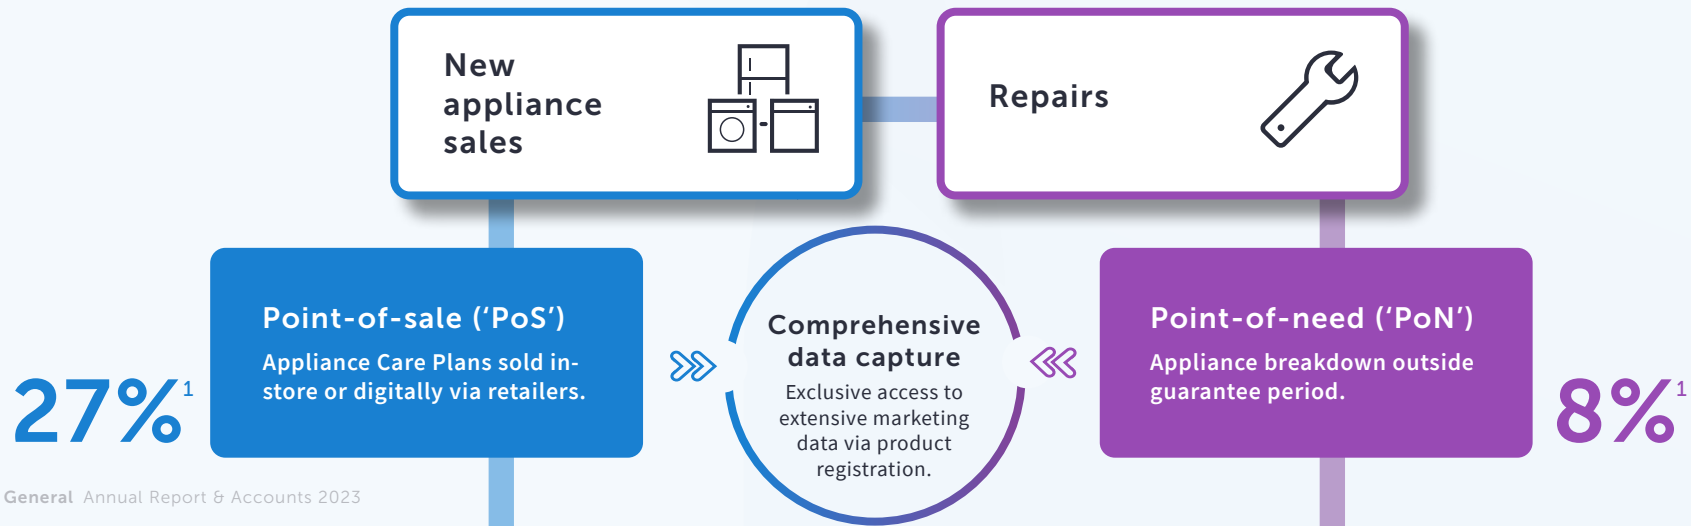 New
appliance
sales
Repairs
Point-of-sale (‘PoS’)
Appliance Care Plans sold in-
store or digitally via retailers.
27%1
Comprehensive
data capture
Exclusive access to
extensive marketing
data via product
registration.
Point-of-need (‘PoN’)
Appliance breakdown outside
guarantee period.
8%1
General Annual Report & Accounts 2023